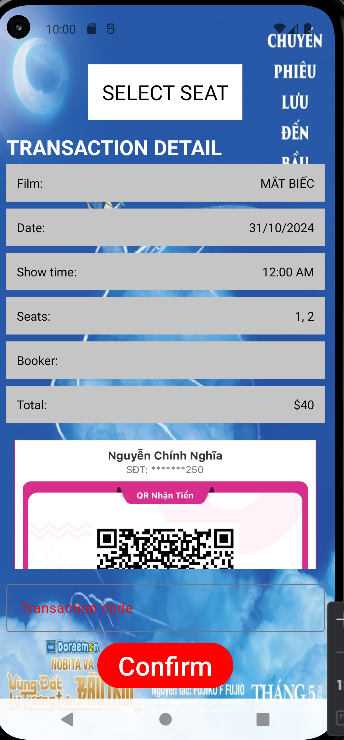 10:00
CHUYẾN
PHIÊU
LƯU
ĐẾN
BẦU
SELECT SEAT
TRANSACTION DETAIL
Film: MẮT BIẾC
Date: 31/10/2024
Show time: 12:00 AM
Seats: 1, 2
Booker:
Total: $40
Nguyễn Chính Nghĩa
SĐT: *******250
QR Nhận Tiền
Transaction code
Doraemon
NOBITA VÀ
Vùng Đất
Confirm
Nguyên tác: FUJIKO F FUJIO
THÁNG 5